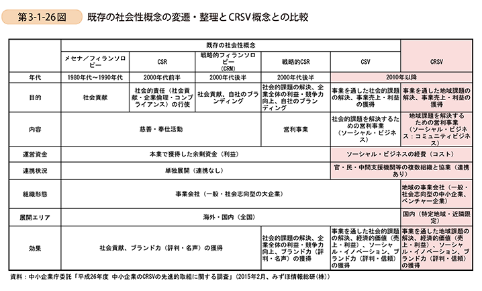 第3-1-26図 既存の社会性概念の変遷・整理とCRSV概念との比較
既存の社会性概念
メセナ/フィランソロピー
CSR
戦略的フィランソロピー
(CRM)
戦略的CSR
CSV
CRSV
年代
1980年代~1990年代
2000年代前半
2000年代後半
2000年代後半
2010年以降
目的
社会貢献
社会的責任(社会貢献・企業倫理・コンプライアンス)の行使
社会貢献、自社のブランディング
社会的課題の解決、企業全体の利益・競争力向上、自社のブランディング
事業を通した社会的課題の解決、事業売上・利益の獲得
事業を通した地域課題の解決、事業売上・利益の獲得
内容
慈善・奉仕活動
営利事業
社会的課題を解決するための営利事業
(ソーシャル・ビジネス)
地域課題を解決するための営利事業
(ソーシャル・ビジネス:コミュニティビジネス)
運営資金
本業で獲得した余剰資金(利益)
ソーシャル・ビジネスの経費(コスト)
連携状況
単独展開(連携なし)
官・民・中間支援機関等の複数組織と協業(連携あり)
組織形態
事業会社(一般・社会志向型の大企業)
地域の事業会社(一般・社会志向型の中小企業、ベンチャー企業)
展開エリア
海外・国内(全国)
国内(特定地域・近隣限定)
効果
社会貢献、ブランド力(評判・名声)の獲得
社会的課題の解決、企業全体の利益・競争力向上、ブランド力(評判・名声)の獲得
事業を通した社会的課題の解決、経済的価値(売上・利益)、ソーシャル・イノベーション、ブランド力(評判・信頼)の獲得
事業を通した地域課題の解決、経済的価値(売上・利益)、ソーシャル・イノベーション、ブランド力(評判・信頼)の獲得
資料:中小企業庁委託「平成26年度 中小企業のCRSVの先進的取組に関する調査」(2015年2月、みずほ情報総研(株))